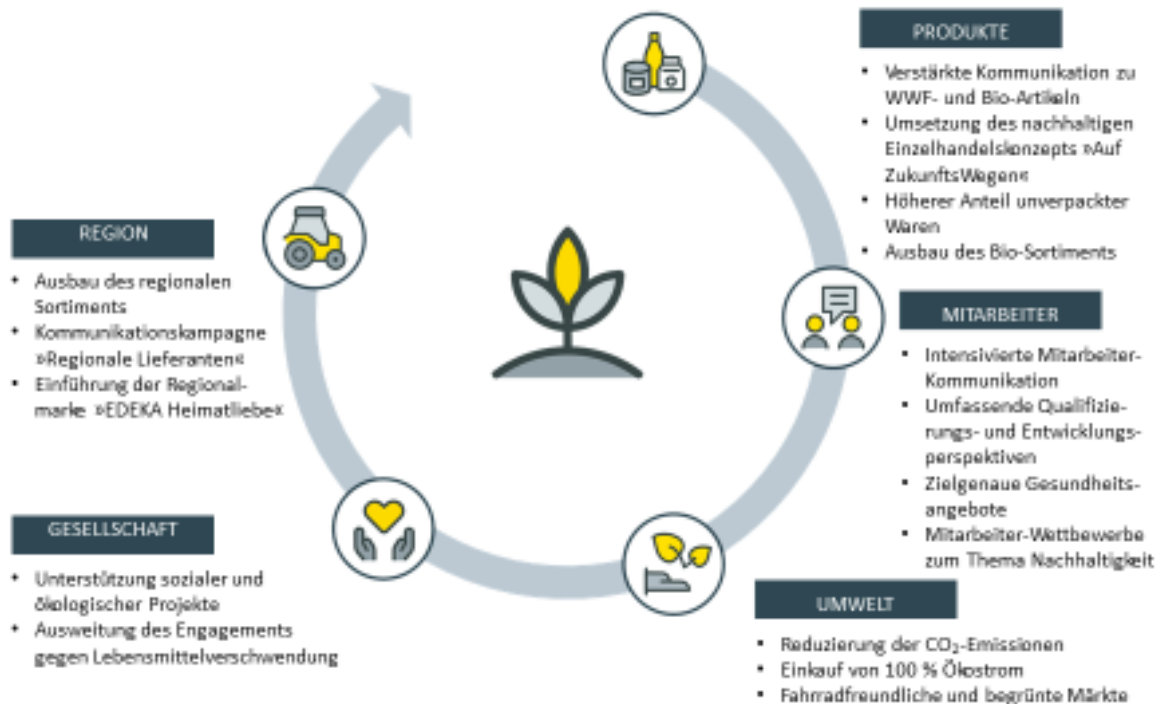 PRODUKTE
• Verstärkte Kommunikation zu
WWF- und Bio-Artikeln
• Umsetzung des nachhaltigen
Einzelhandelskonzepts »Auf
ZukunftsWegen«
• Höherer Anteil unverpackter
Waren
• Ausbau des Bio-Sortiments
MITARBEITER
• Intensivierte Mitarbeiter-
Kommunikation
• Umfassende Qualifizie-
rungs- und Entwicklungs-
perspektiven
• Zielgenaue Gesundheits-
angebote
• Mitarbeiter-Wettbewerbe
zum Thema Nachhaltigkeit
UMWELT
• Reduzierung der CO₂-Emissionen
• Einkauf von 100 % Ökostrom
• Fahrradfreundliche und begrünte Märkte
GESELLSCHAFT
• Unterstützung sozialer und
ökologischer Projekte
• Ausweitung des Engagements
gegen Lebensmittelverschwendung
REGION
• Ausbau des regionalen
Sortiments
• Kommunikationskampagne
»Regionale Lieferanten«
• Einführung der Regional-
marke »EDEKA Heimatliebe«